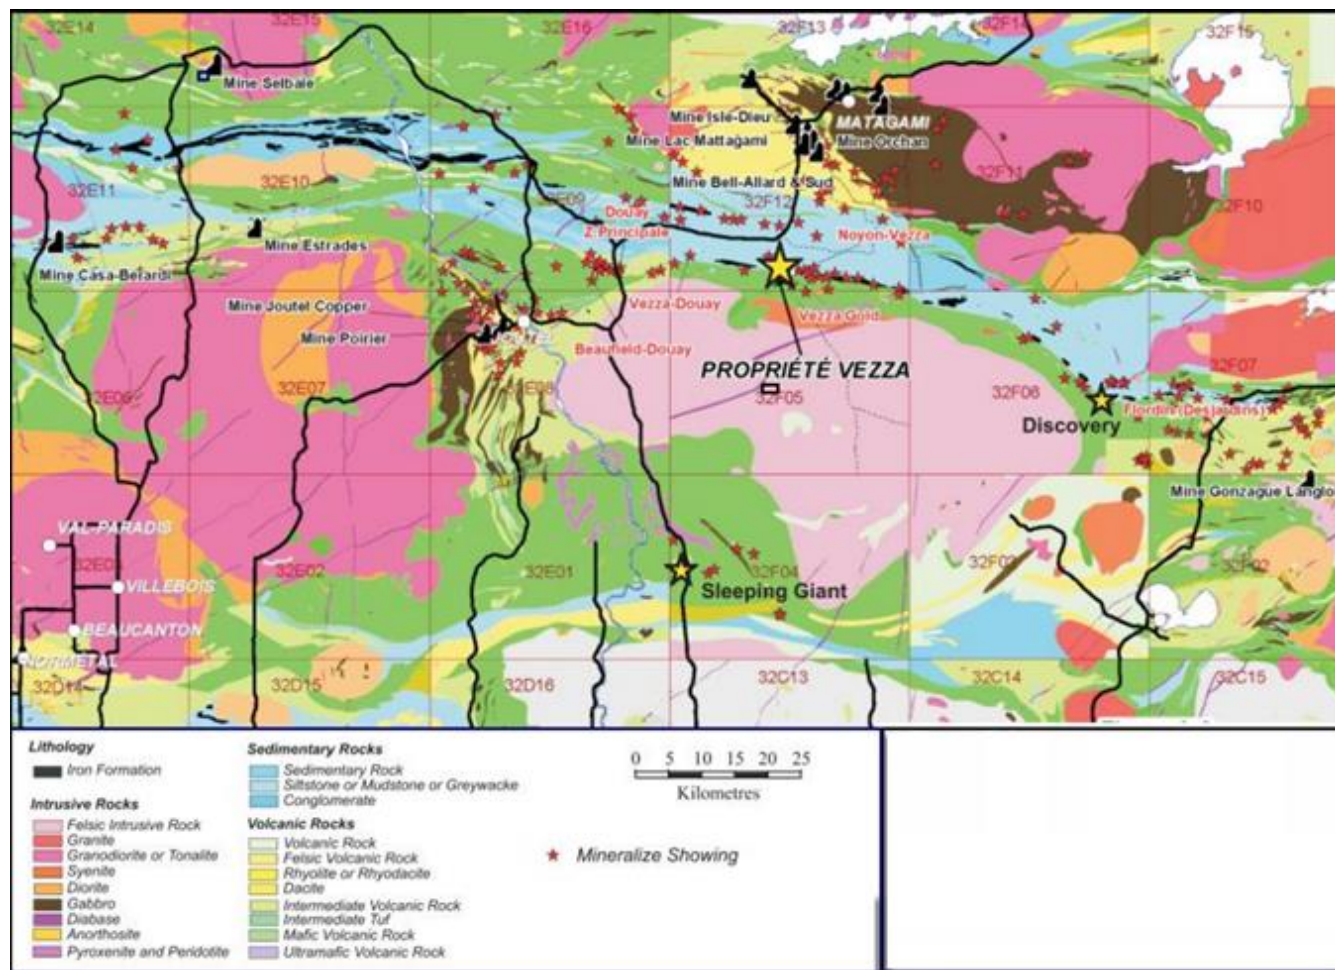 32E14
32E15
32E16
32F13
32F14
32F15
Mine Selbaie
Mine Isle-Dieu
MATAGAMI
Mine Lac Mattagami
Mine Orchan
32E11
32E10
32F11
Mine Bell-Allard & Sud
32E09
32F12
32F10
Douay
Z.Principale
Noyon-Vezza
Mine Estrades
Mine Casa-Berardi
Mine Joutel Copper
Vezza-Douay
Vezza Gold
Mine Poirier
Beaufield-Douay
PROPRIÉTÉ VEZZA
32E06
32E07
32E08
32F05
32F06
32F07
Discovery
Flordin (Desjardins)
Mine Gonzague Langlo
VAL-PARADIS
32E03
32E02
32E01
32F04
32F03
32F02
VILLEBOIS
Sleeping Giant
BEAUCANTON
NORMETAL
32D14
32D15
32D16
32C13
32C14
32C15
Lithology
Iron Formation
Intrusive Rocks
Felsic Intrusive Rock
Granite
Granodiorite or Tonalite
Syenite
Diorite
Gabbro
Diabase
Anorthosite
Pyroxenite and Peridotite
Sedimentary Rocks
Sedimentary Rock
Siltstone or Mudstone or Greywacke
Conglomerate
Volcanic Rocks
Volcanic Rock
Felsic Volcanic Rock
Rhyolite or Rhyodacite
Dacite
Intermediate Volcanic Rock
Intermediate Tuf
Mafic Volcanic Rock
Ultramafic Volcanic Rock
0 5 10 15 20 25
Kilometres
Mineralize Showing